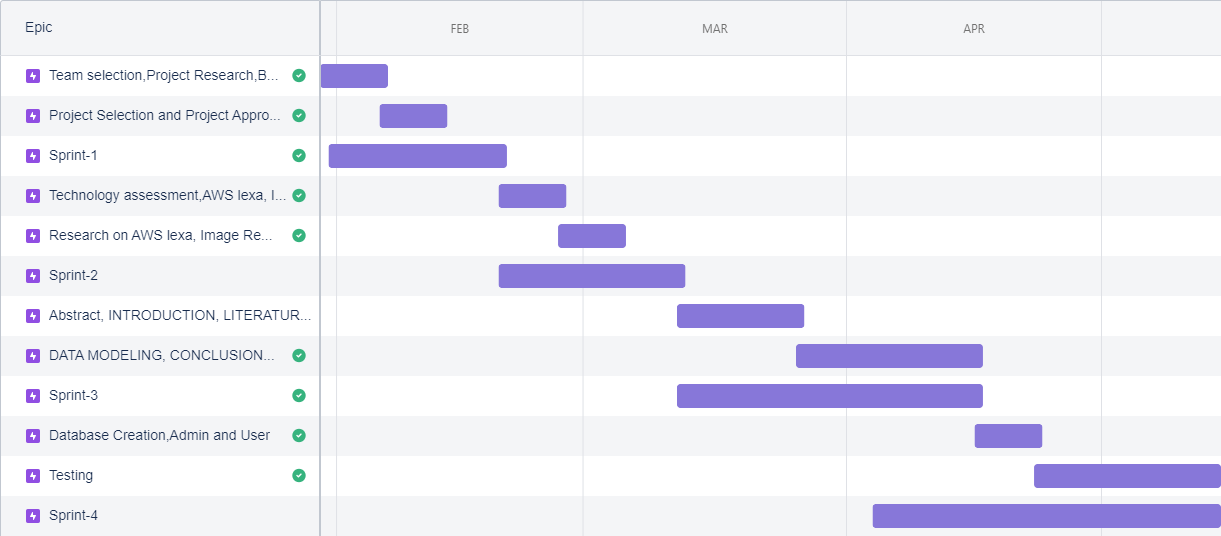 Epic
FEB
MAR
APR
Team selection,Project Research,B...
Project Selection and Project Appro...
Sprint-1
Technology assessment,AWS lexa, I...
Research on AWS lexa, Image Re...
Sprint-2
Abstract, INTRODUCTION, LITERATUR...
DATA MODELING, CONCLUSION...
Sprint-3
Database Creation,Admin and User
Testing
Sprint-4